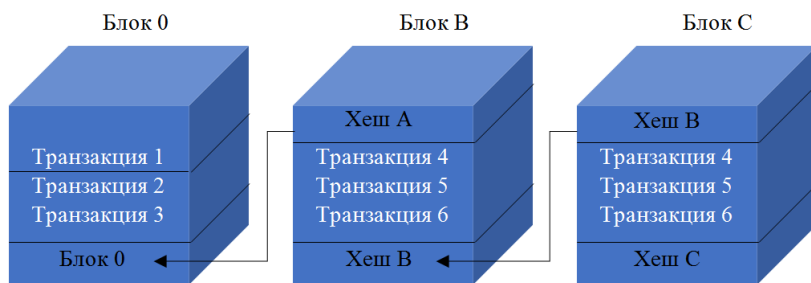 Блок 0
Блок B
Блок C
Транзакция 1
Транзакция 2
Транзакция 3
Блок 0
Хеш A
Транзакция 4
Транзакция 5
Транзакция 6
Хеш B
Хеш B
Транзакция 4
Транзакция 5
Транзакция 6
Хеш C